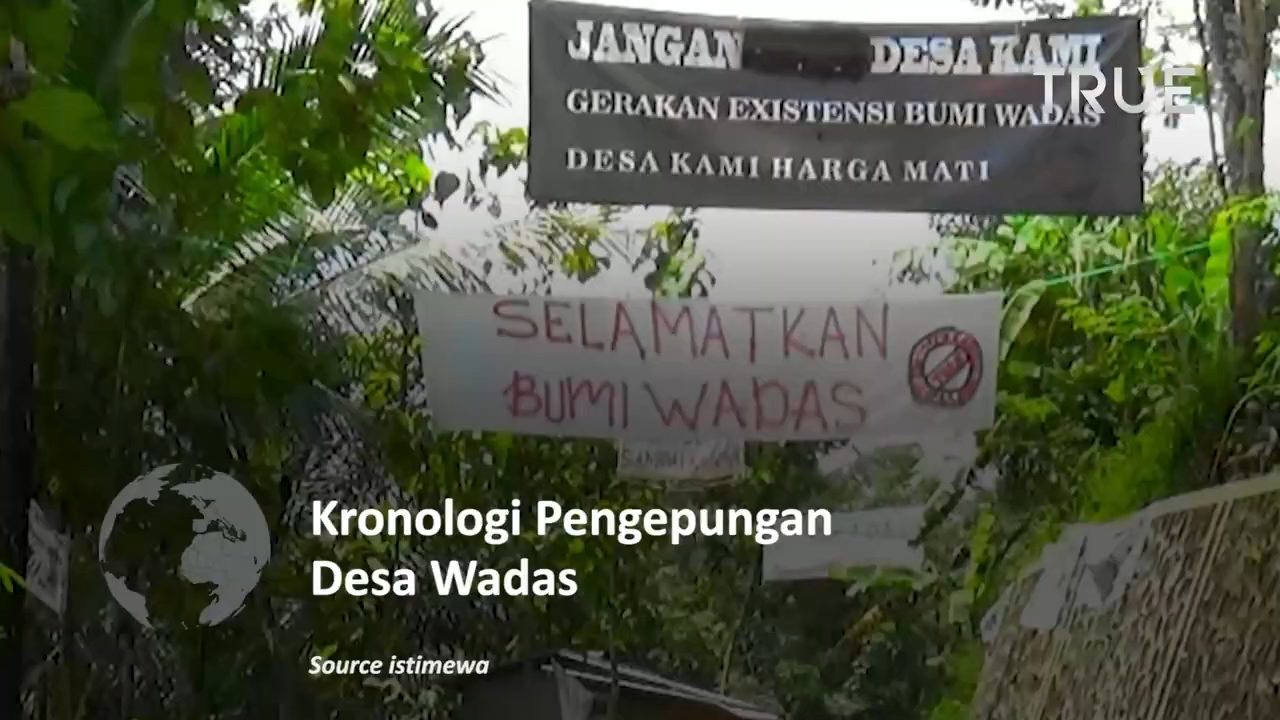 JANGAN DESA KAMI
TRUE
GERAKAN EXISTENSI BUMI WADAS
DESA KAMI HARGA MATI
SELAMATKAN
BUMI WADAS
Kronologi Pengepungan
Desa Wadas
Source istimewa